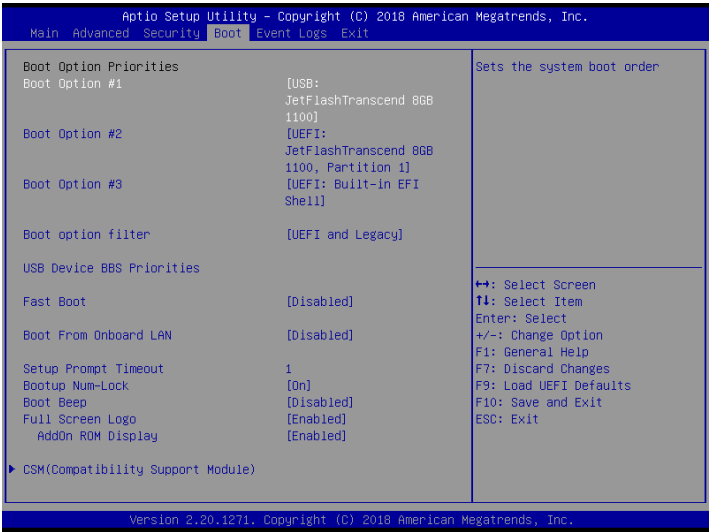 Aptio Setup Utility – Copyright (C) 2018 American Megatrends, Inc.
Main Advanced Security Boot Event Logs Exit
Boot Option Priorities
Boot Option #1 [USB: JetFlashTranscend 8GB 1100]
Boot Option #2 [UEFI: JetFlashTranscend 8GB 1100, Partition 1]
Boot Option #3 [UEFI: Built-in EFI Shell]
Boot option filter [UEFI and Legacy]
USB Device BBS Priorities
Fast Boot [Disabled]
Boot From Onboard LAN [Disabled]
Setup Prompt Timeout 1
Bootup Num-Lock [On]
Boot Beep [Disabled]
Full Screen Logo [Enabled]
AddOn ROM Display [Enabled]
CSM(Compatibility Support Module)
Sets the system boot order
↔: Select Screen
↑↓: Select Item
Enter: Select
+/-: Change Option
F1: General Help
F7: Discard Changes
F9: Load UEFI Defaults
F10: Save and Exit
ESC: Exit
Version 2.20.1271. Copyright (C) 2018 American Megatrends, Inc.